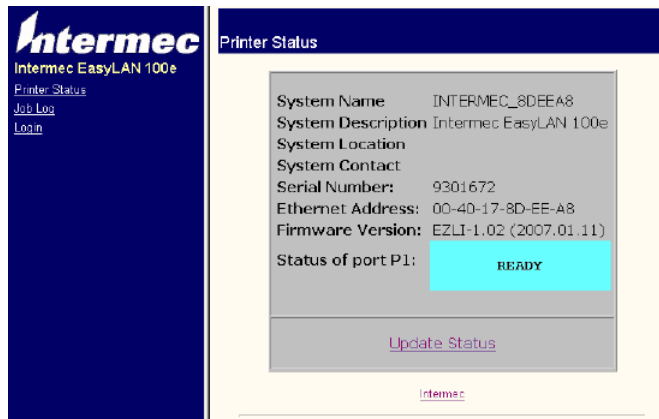 Intermec
Intermec EasyLAN 100e
Printer Status
Job Log
Login
Printer Status
System Name INTERMEC_8DEEA8
System Description Intermec EasyLAN 100e
System Location
System Contact
Serial Number: 9301672
Ethernet Address: 00-40-17-8D-EE-A8
Firmware Version: EZLI-1.02 (2007.01.11)
Status of port P1: READY
Update Status
Intermec